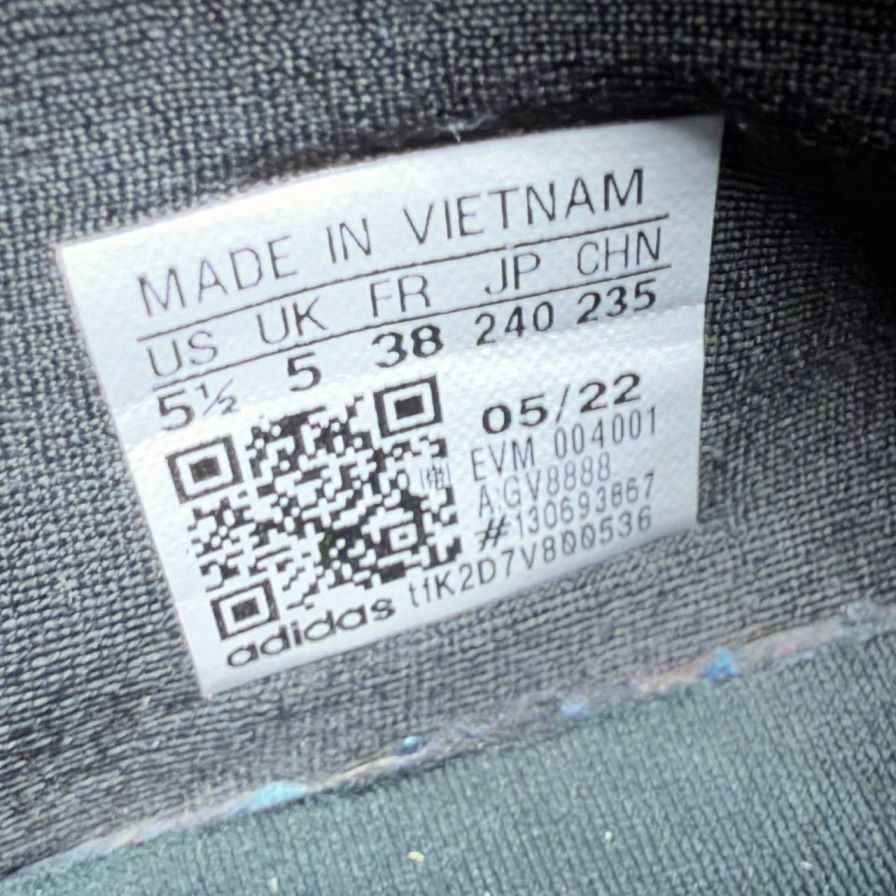 MADE IN VIETNAM
US UK FR JP CHN
5½ 5 38 240 235
05/22
EVM 004001
A:GV8888
#130693867
adidas t1K2D7V800536